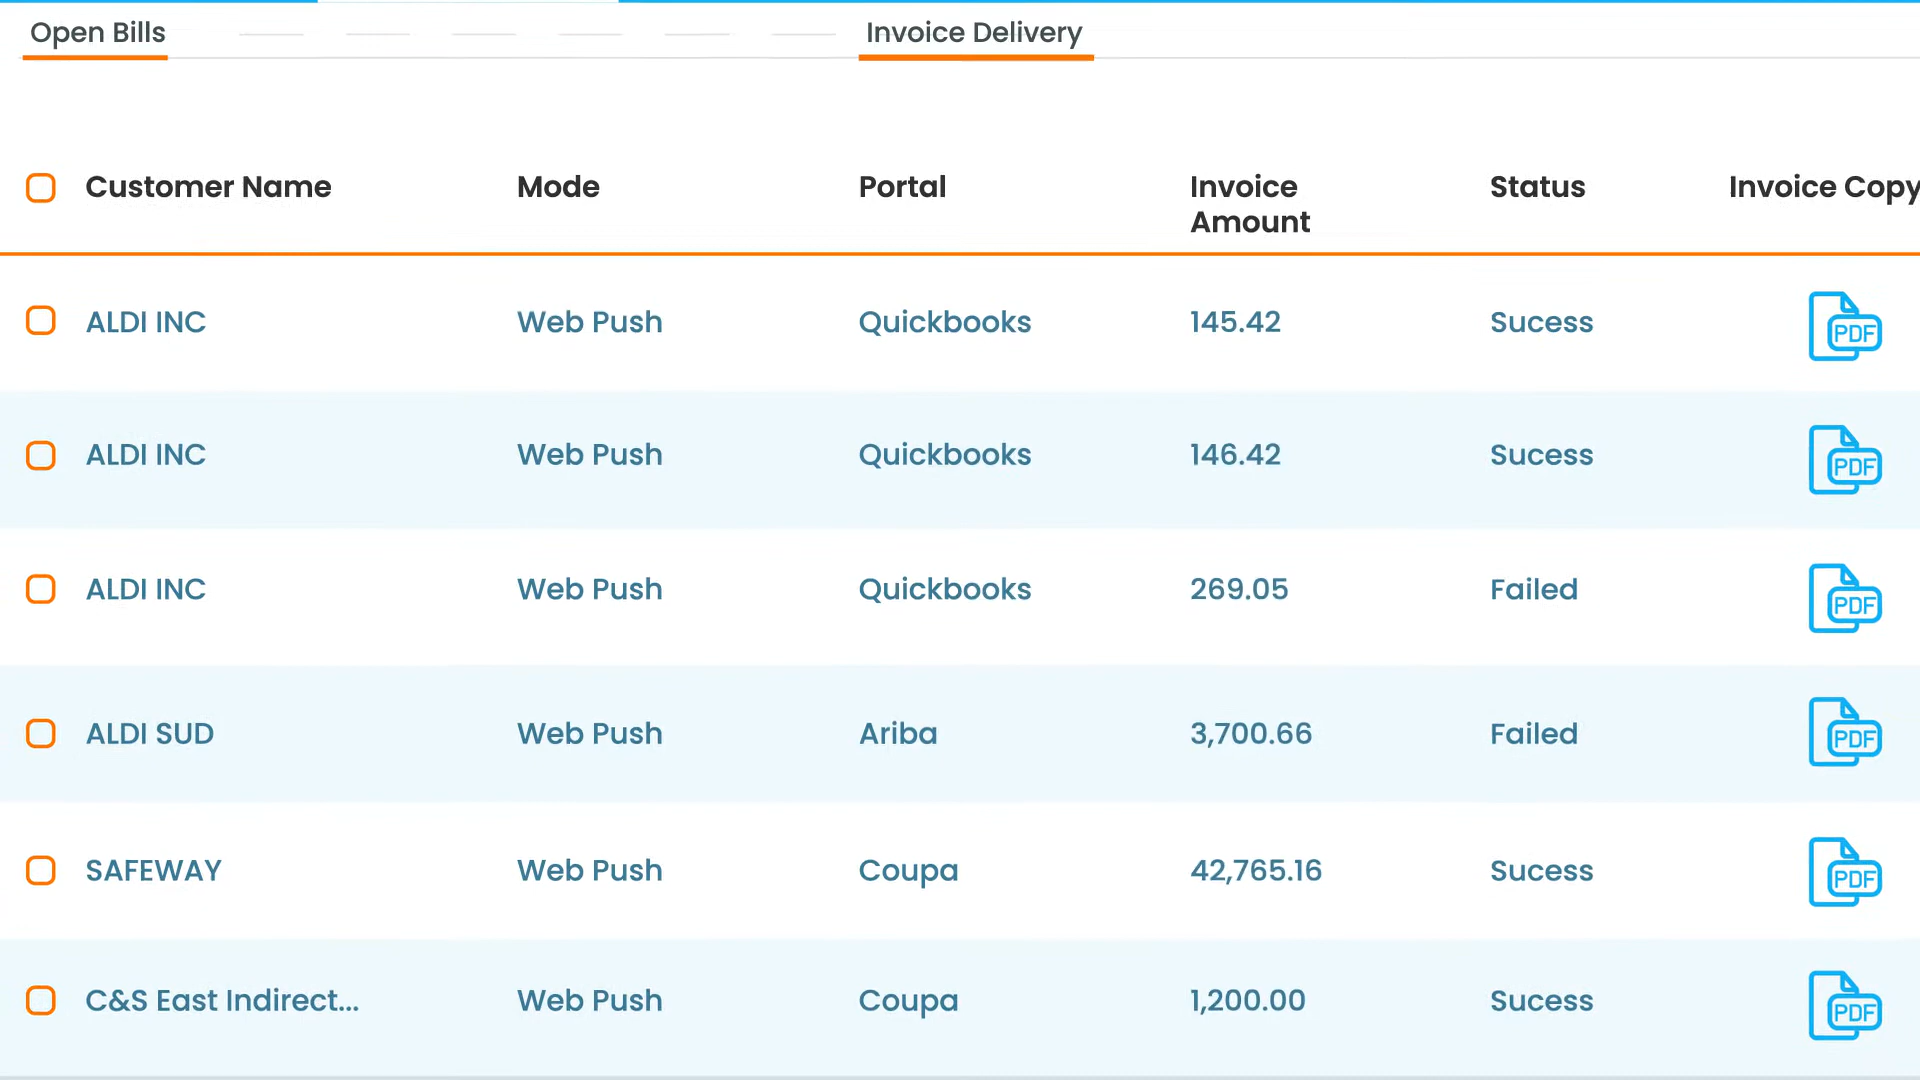 Open Bills Invoice Delivery
Customer Name Mode Portal Invoice Amount Status Invoice Copy
ALDI INC Web Push Quickbooks 145.42 Sucess PDF
ALDI INC Web Push Quickbooks 146.42 Sucess PDF
ALDI INC Web Push Quickbooks 269.05 Failed PDF
ALDI SUD Web Push Ariba 3,700.66 Failed PDF
SAFEWAY Web Push Coupa 42,765.16 Sucess PDF
C&S East Indirect... Web Push Coupa 1,200.00 Sucess PDF